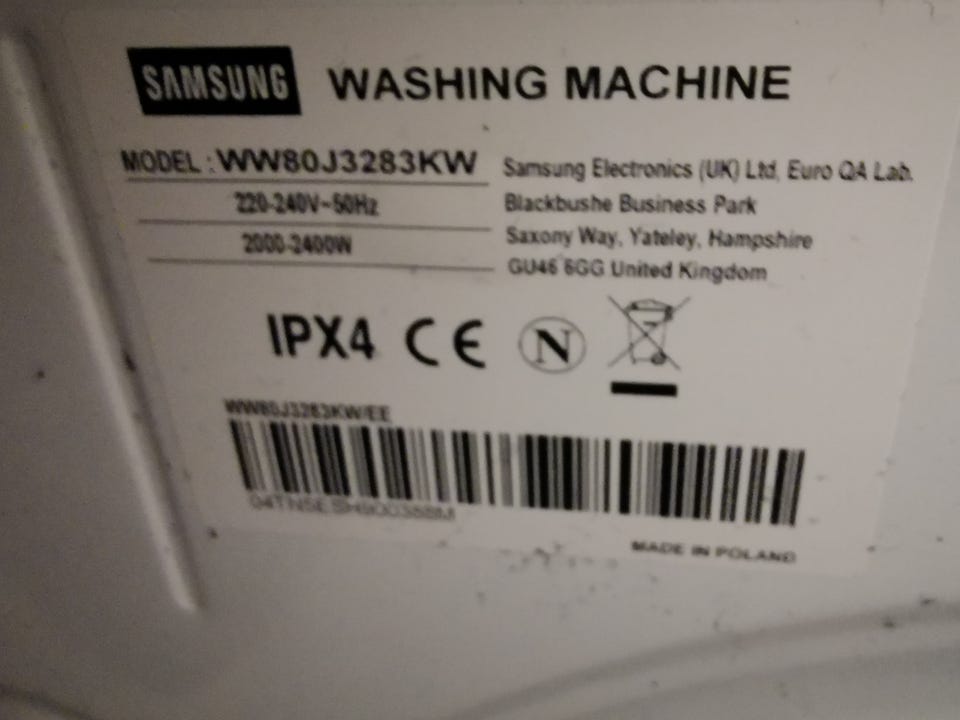 SAMSUNG WASHING MACHINE
MODEL : WW80J3283KW
220-240V~50Hz
2000-2400W
Samsung Electronics (UK) Ltd, Euro QA Lab.
Blackbushe Business Park
Saxony Way, Yateley, Hampshire
GU46 6GG United Kingdom
IPX4 CE N
WW80J3283KW/EE
MADE IN POLAND